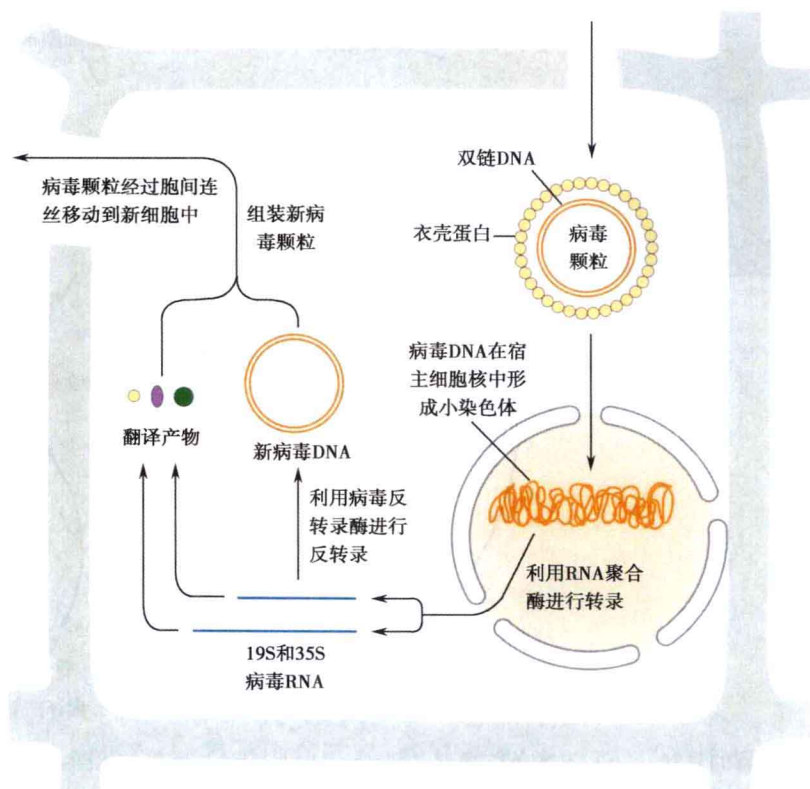 双链DNA
衣壳蛋白
病毒
颗粒
病毒颗粒经过胞间连
丝移动到新细胞中
组装新病
毒颗粒
病毒DNA在宿
主细胞核中形
成小染色体
翻译产物
新病毒DNA
利用病毒反
转录酶进行
反转录
利用RNA聚合
酶进行转录
19S和35S
病毒RNA